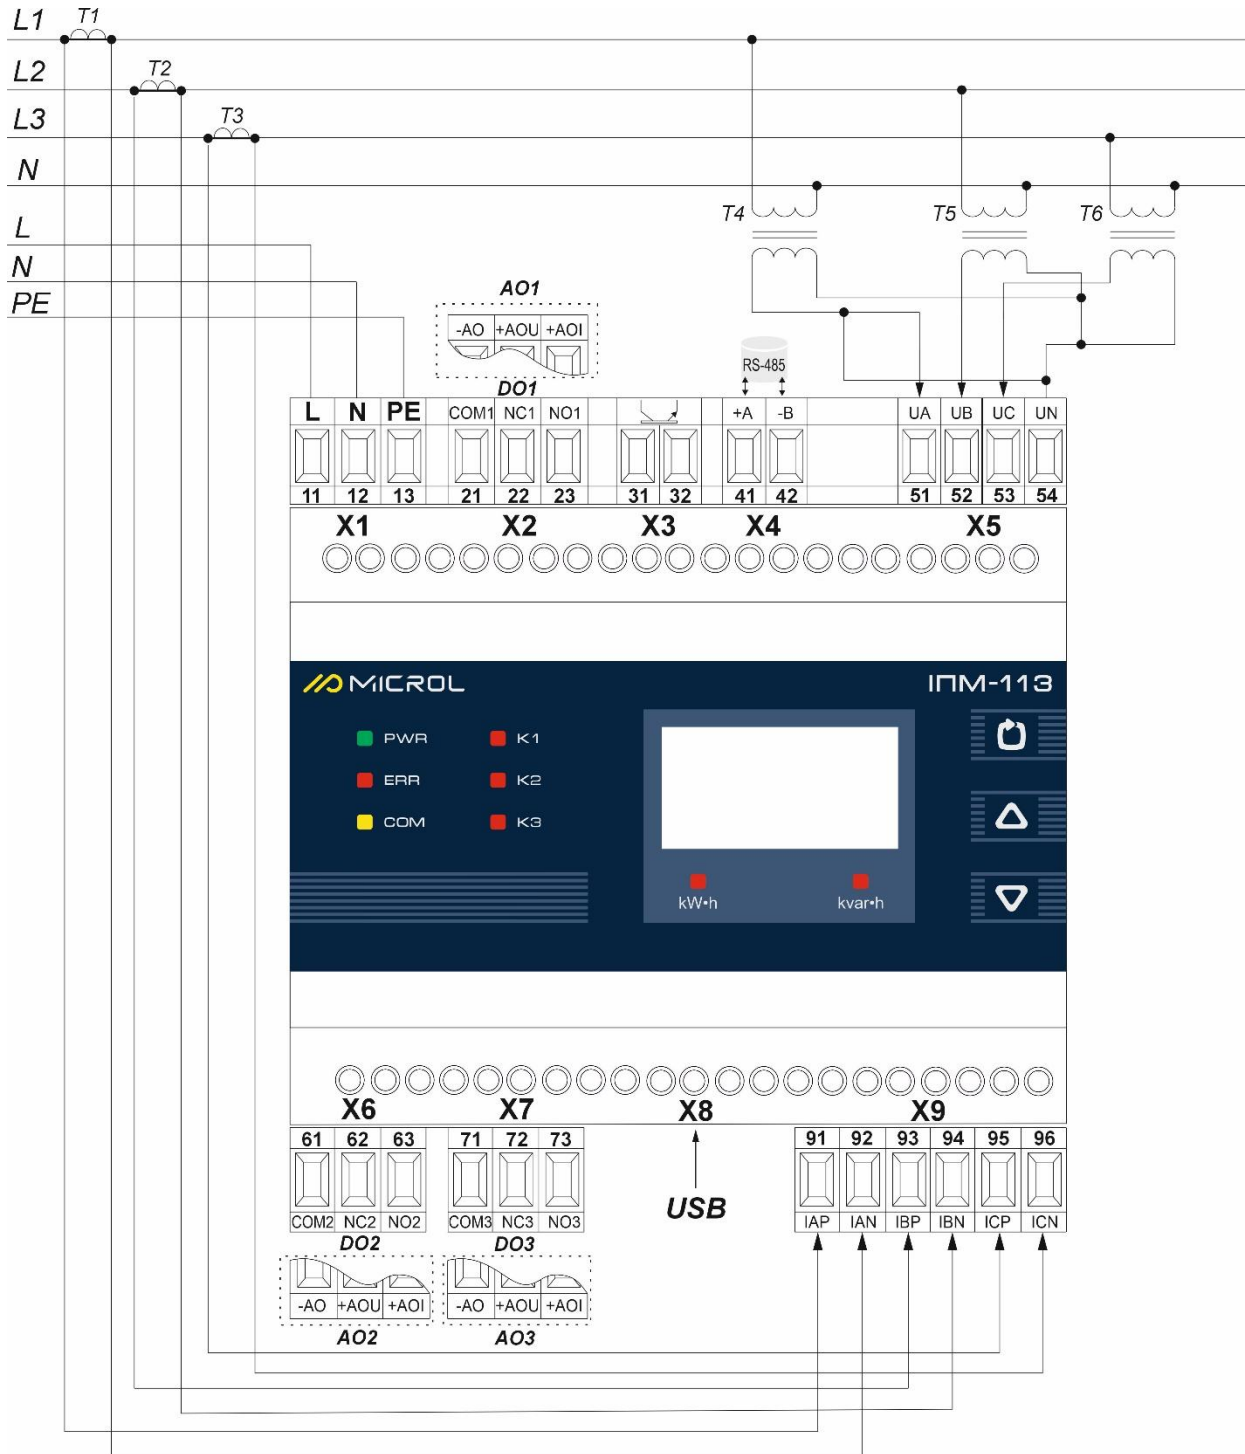 L1 T1
L2 T2
L3 T3
N
T4 T5 T6
L
N
PE
AO1
-AO +AOU +AOI
RS-485
DO1
L N PE COM1 NC1 NO1 +A -B UA UB UC UN
11 12 13 21 22 23 31 32 41 42 51 52 53 54
X1 X2 X3 X4 X5
MICROL ІПМ-113
PWR K1
ERR K2
COM K3
kW•h kvar•h
X6 X7 X8 X9
61 62 63 71 72 73 91 92 93 94 95 96
USB
COM2 NC2 NO2 COM3 NC3 NO3 IAP IAN IBP IBN ICP ICN
DO2 DO3
-AO +AOU +AOI -AO +AOU +AOI
AO2 AO3